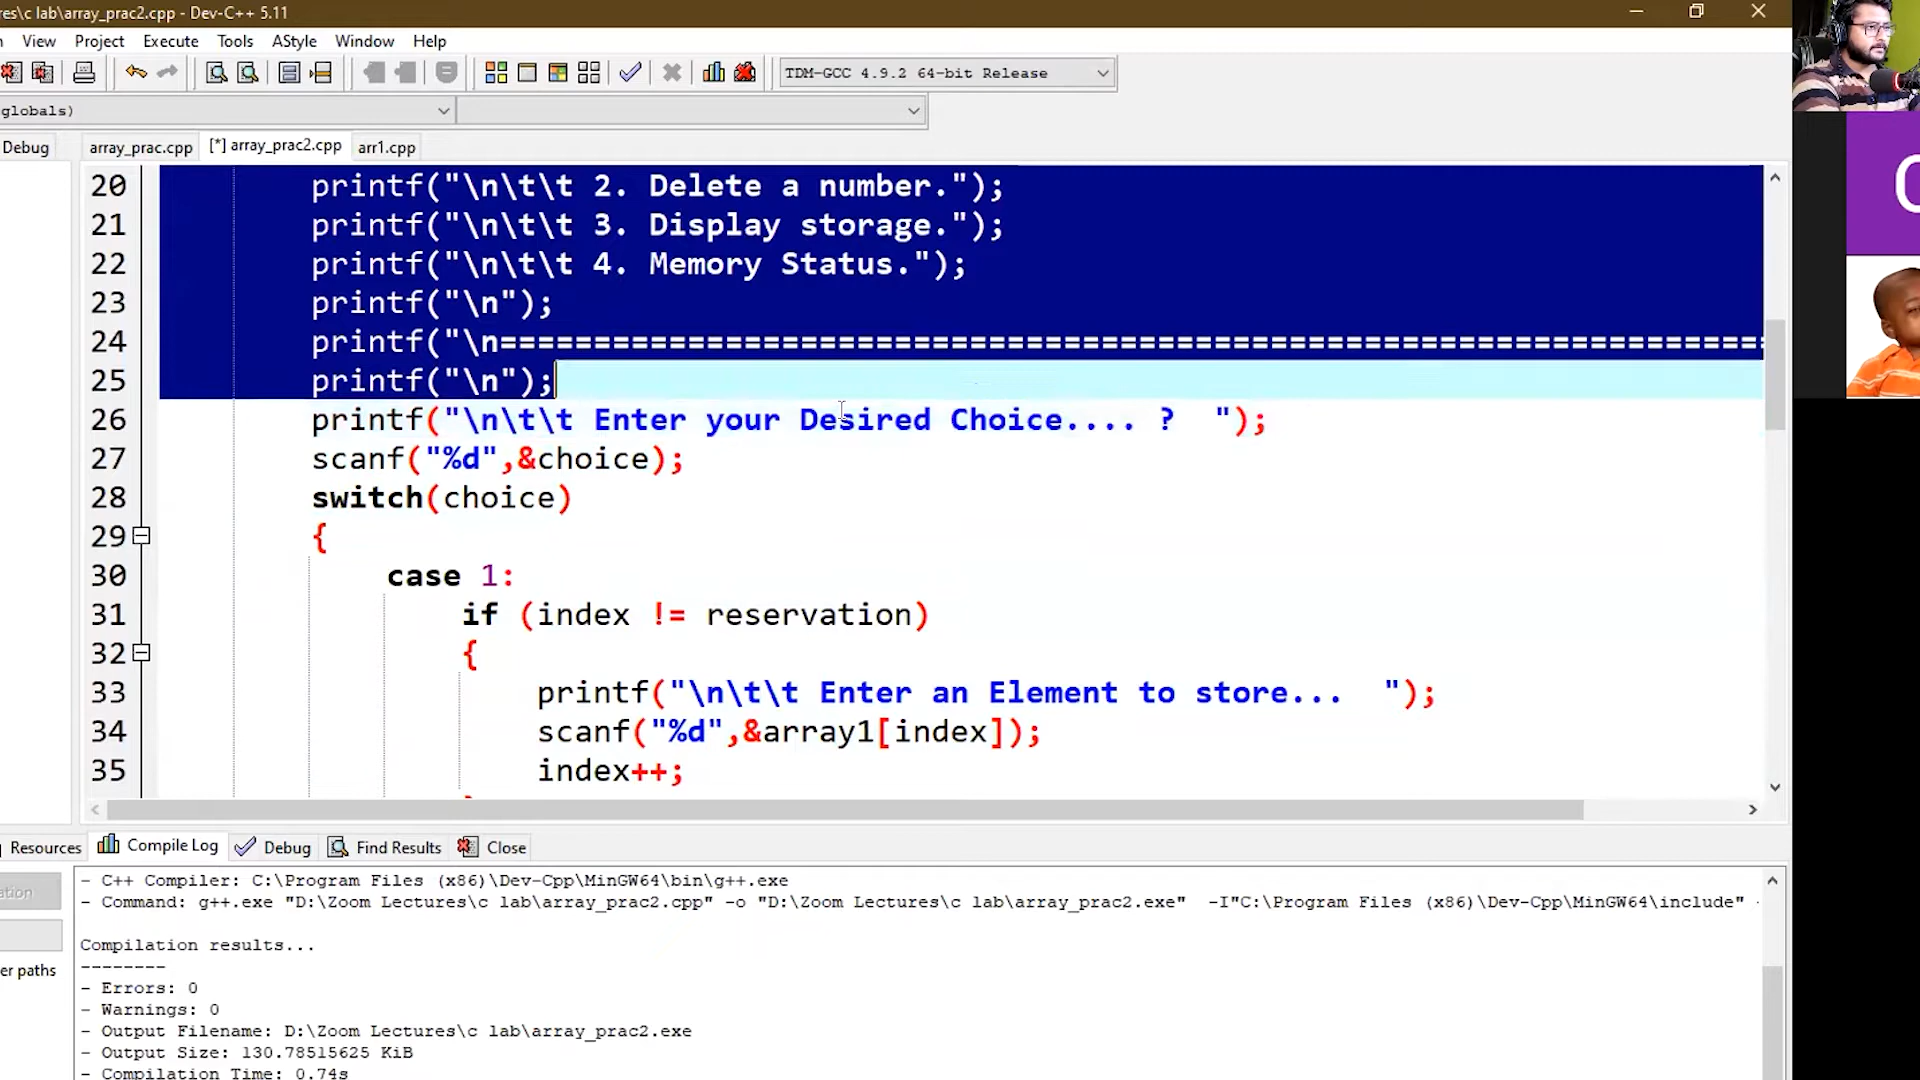 res\c lab\array_prac2.cpp - Dev-C++ 5.11
View Project Execute Tools AStyle Window Help
TDM-GCC 4.9.2 64-bit Release
globals)
Debug array_prac.cpp [*] array_prac2.cpp arr1.cpp
20 printf("\n\t\t 2. Delete a number.");
21 printf("\n\t\t 3. Display storage.");
22 printf("\n\t\t 4. Memory Status.");
23 printf("\n");
24 printf("\n===================================================================
25 printf("\n");
26 printf("\n\t\t Enter your Desired Choice.... ?  ");
27 scanf("%d",&choice);
28 switch(choice)
29 {
30 case 1:
31 if (index != reservation)
32 {
33 printf("\n\t\t Enter an Element to store...  ");
34 scanf("%d",&array1[index]);
35 index++;
Resources Compile Log Debug Find Results Close
- C++ Compiler: C:\Program Files (x86)\Dev-Cpp\MinGW64\bin\g++.exe
- Command: g++.exe "D:\Zoom Lectures\c lab\array_prac2.cpp" -o "D:\Zoom Lectures\c lab\array_prac2.exe" -I"C:\Program Files (x86)\Dev-Cpp\MinGW64\include" -
Compilation results...
--------
- Errors: 0
- Warnings: 0
- Output Filename: D:\Zoom Lectures\c lab\array_prac2.exe
- Output Size: 130.78515625 KiB
- Compilation Time: 0.74s
ation
er paths